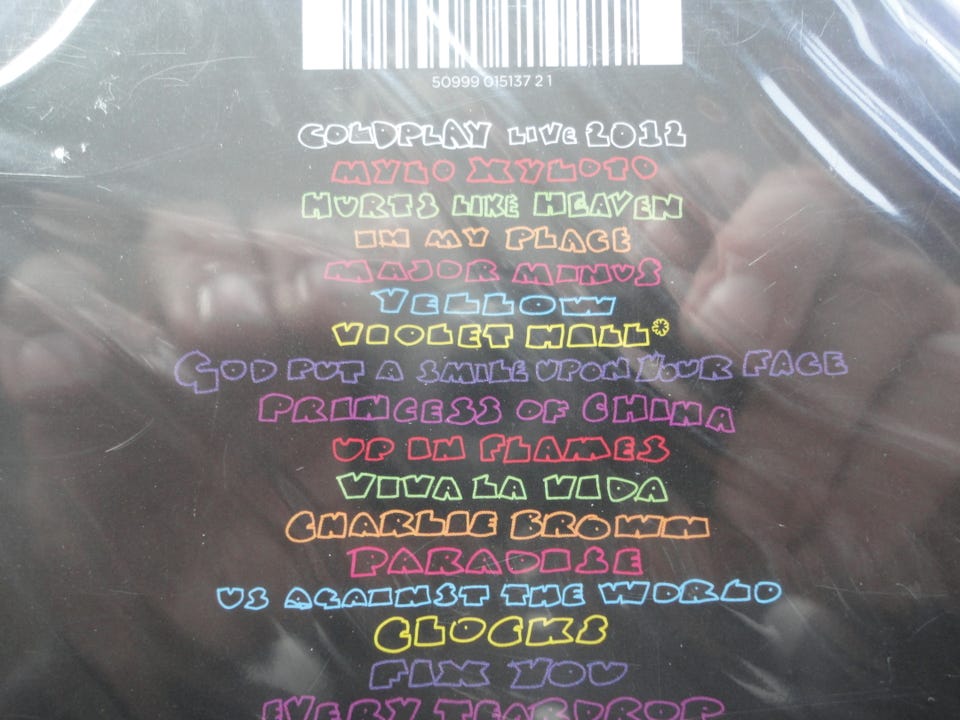 50999 015137 2 1
COLDPLAY LIVE 2012
MYLO XYLOTO
HURTS LIKE HEAVEN
IN MY PLACE
MAJOR MINUS
YELLOW
VIOLET HILL*
GOD PUT A SMILE UPON YOUR FACE
PRINCESS OF CHINA
UP IN FLAMES
VIVA LA VIDA
CHARLIE BROWN
PARADISE
US AGAINST THE WORLD
CLOCKS
FIX YOU
EVERY TEARDROP